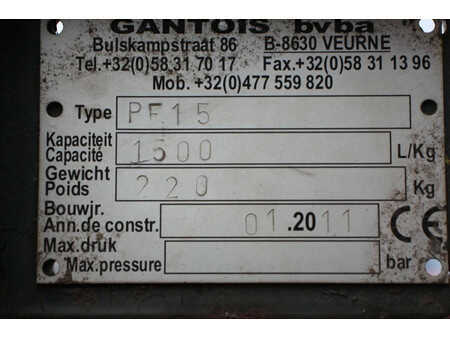 GANTOIS bvba
Bulskampstraat 86 B-8630 VEURNE
Tel.+32(0)58 31 70 17 Fax.+32(0)58 31 13 96
Mob. +32(0)477 559 820
Type PE15
Kapaciteit
Capacité 1500 L/Kg
Gewicht
Poids 220 Kg
Bouwjr.
Ann.de constr. 01.2011 CE
Max.druk
Max.pressure bar